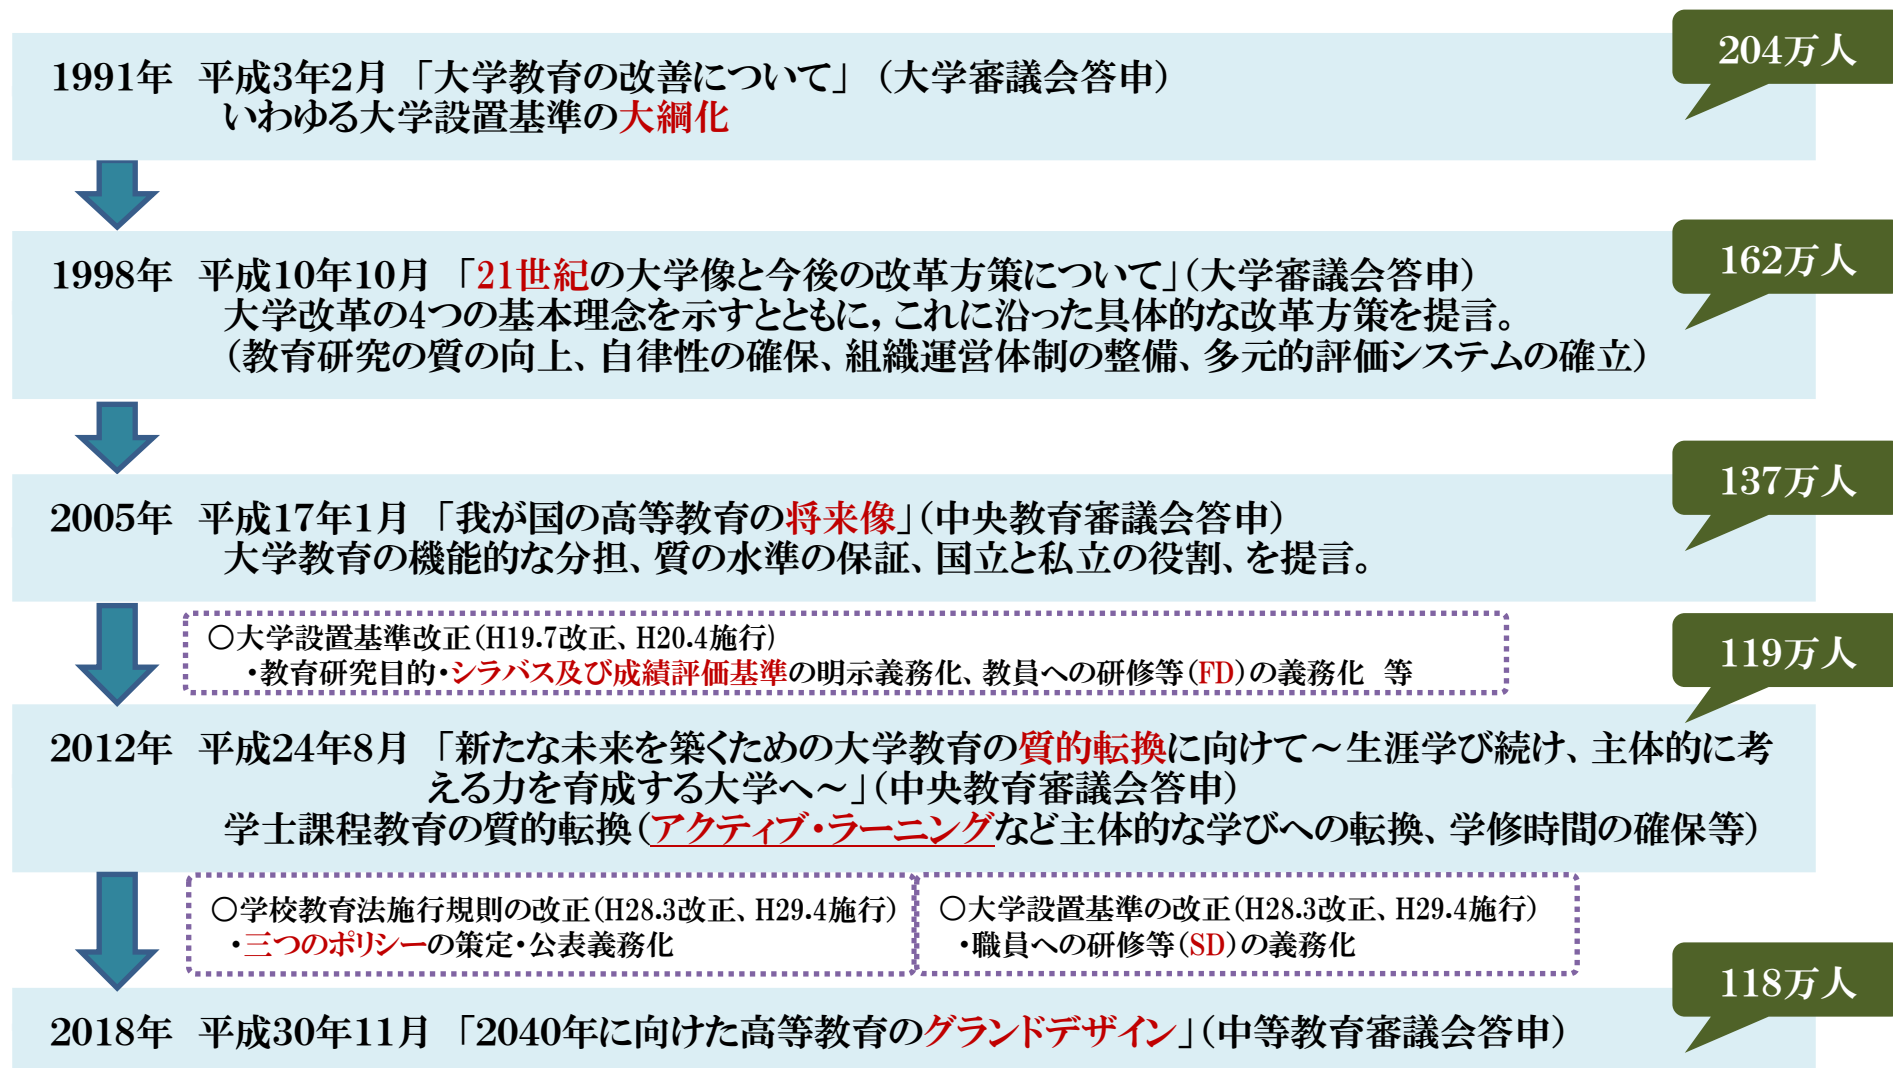 204万人
1991年 平成3年2月 「大学教育の改善について」（大学審議会答申）
いわゆる大学設置基準の大綱化
162万人
1998年 平成10年10月 「21世紀の大学像と今後の改革方策について」（大学審議会答申）
大学改革の4つの基本理念を示すとともに，これに沿った具体的な改革方策を提言。
（教育研究の質の向上、自律性の確保、組織運営体制の整備、多元的評価システムの確立）
137万人
2005年 平成17年1月 「我が国の高等教育の将来像」（中央教育審議会答申）
大学教育の機能的な分担、質の水準の保証、国立と私立の役割、を提言。
○大学設置基準改正（H19.7改正、H20.4施行）
・教育研究目的・シラバス及び成績評価基準の明示義務化、教員への研修等（FD）の義務化 等
119万人
2012年 平成24年8月 「新たな未来を築くための大学教育の質的転換に向けて～生涯学び続け、主体的に考
える力を育成する大学へ～」（中央教育審議会答申）
学士課程教育の質的転換（アクティブ・ラーニングなど主体的な学びへの転換、学修時間の確保等）
○学校教育法施行規則の改正（H28.3改正、H29.4施行）
・三つのポリシーの策定・公表義務化
○大学設置基準の改正（H28.3改正、H29.4施行）
・職員への研修等（SD）の義務化
118万人
2018年 平成30年11月 「2040年に向けた高等教育のグランドデザイン」（中等教育審議会答申）